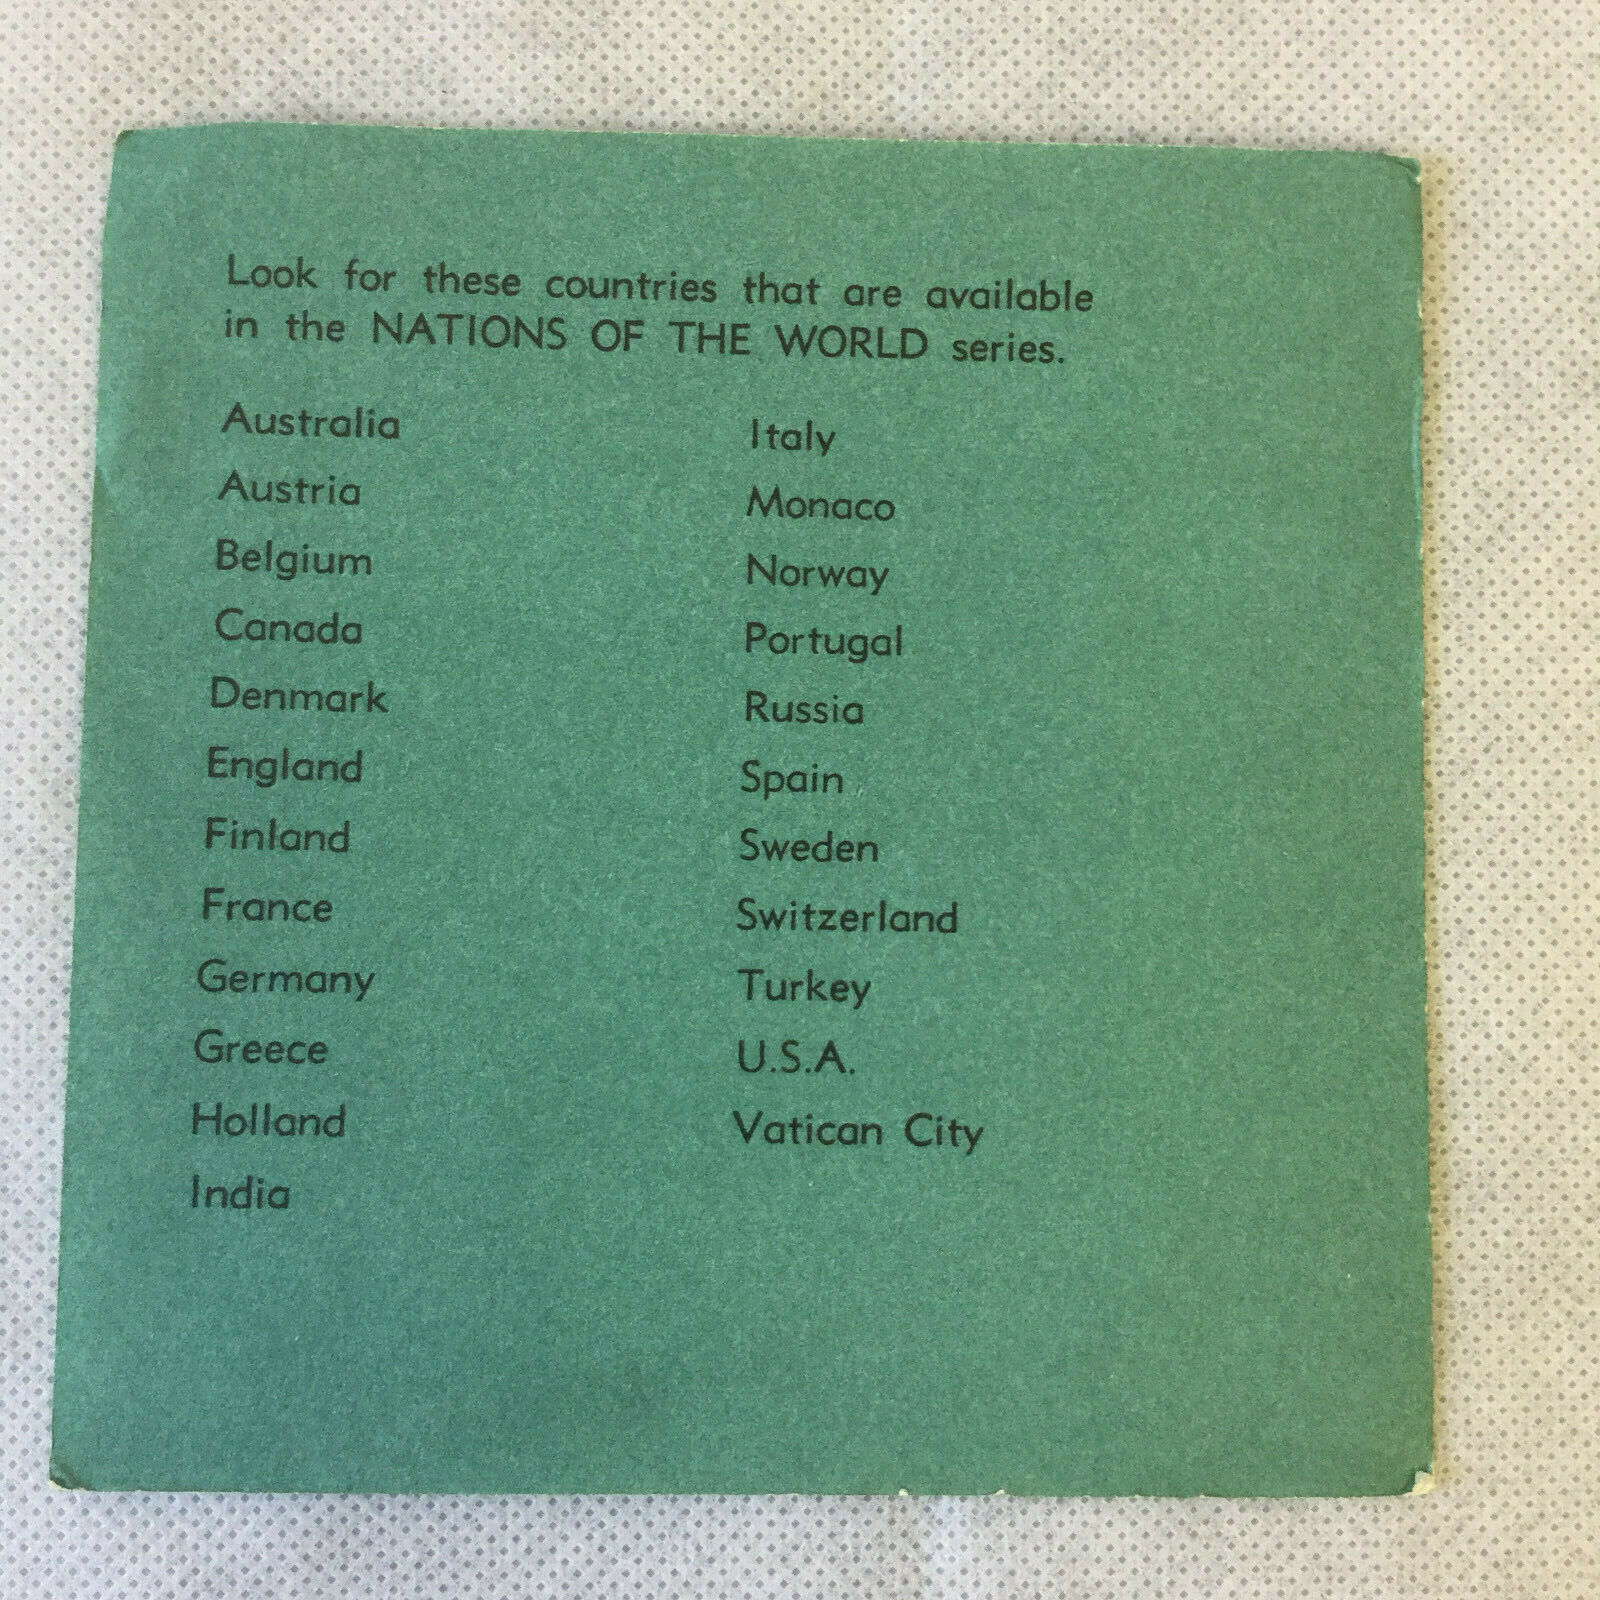 Look for these countries that are available
in the NATIONS OF THE WORLD series.
Australia
Austria
Belgium
Canada
Denmark
England
Finland
France
Germany
Greece
Holland
India
Italy
Monaco
Norway
Portugal
Russia
Spain
Sweden
Switzerland
Turkey
U.S.A.
Vatican City